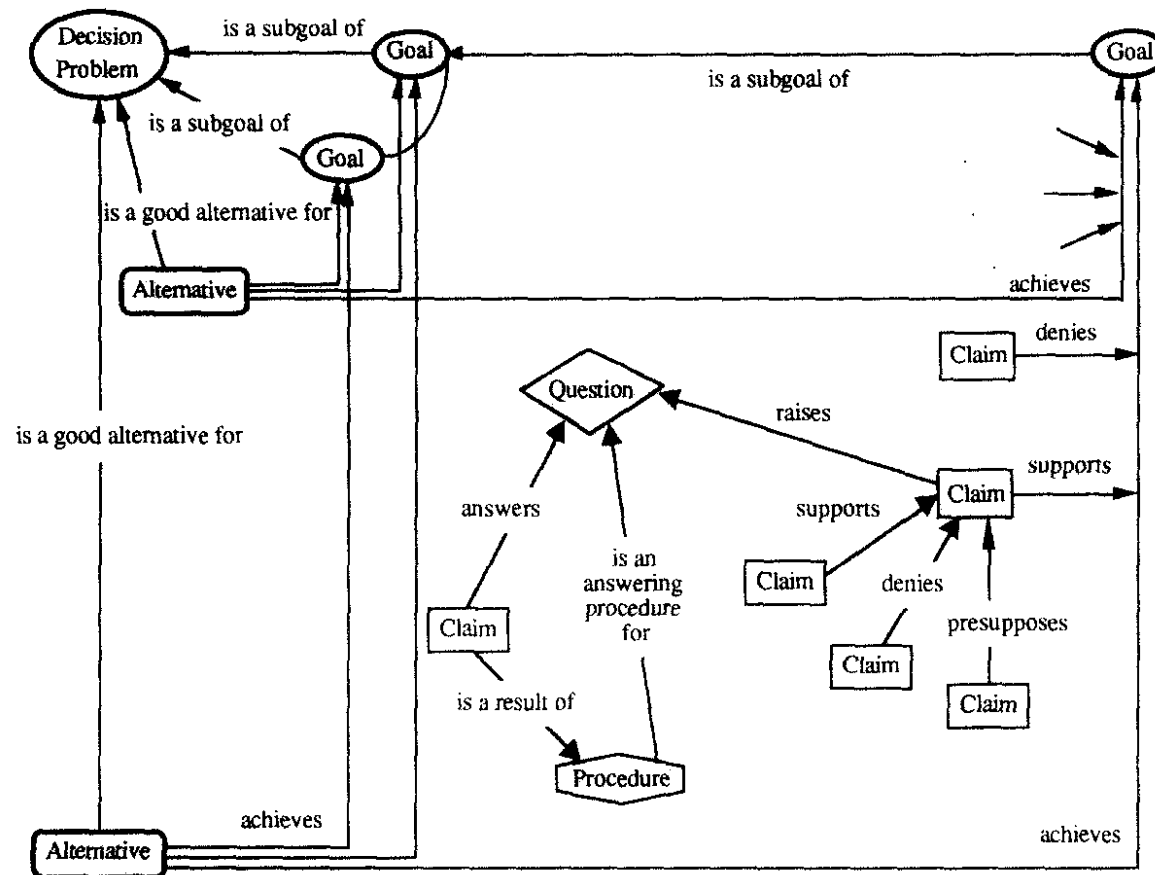 Decision
Problem
is a subgoal of
Goal
Goal
is a subgoal of
is a subgoal of
Goal
is a good alternative for
Alternative
achieves
denies
Claim
Question
raises
is a good alternative for
supports
Claim
answers
supports
Claim
is an
answering
procedure
for
denies
Claim
presupposes
Claim
Claim
is a result of
Procedure
achieves
achieves
Alternative